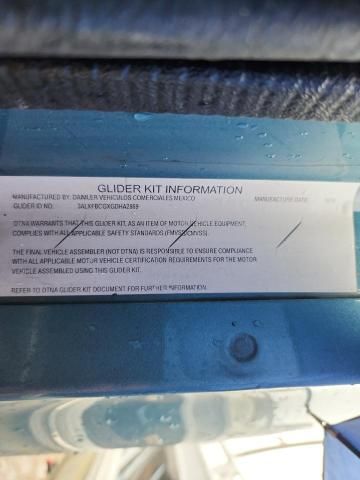 GLIDER KIT INFORMATION
MANUFACTURED BY: DAIMLER VEHICULOS COMERCIALES MEXICO MANUFACTURE DATE:
GLIDER ID NO:
DTNA WARRANTS THAT THIS GLIDER KIT, AS AN ITEM OF MOTOR VEHICLE EQUIPMENT,
COMPLIES WITH ALL APPLICABLE SAFETY STANDARDS (FMVSS/CMVSS).
THE FINAL VEHICLE ASSEMBLER (NOT DTNA) IS RESPONSIBLE TO ENSURE COMPLIANCE
WITH ALL APPLICABLE MOTOR VEHICLE CERTIFICATION REQUIREMENTS FOR THE MOTOR
VEHICLE ASSEMBLED USING THIS GLIDER KIT.
REFER TO DTNA GLIDER KIT DOCUMENT FOR FURTHER INFORMATION.